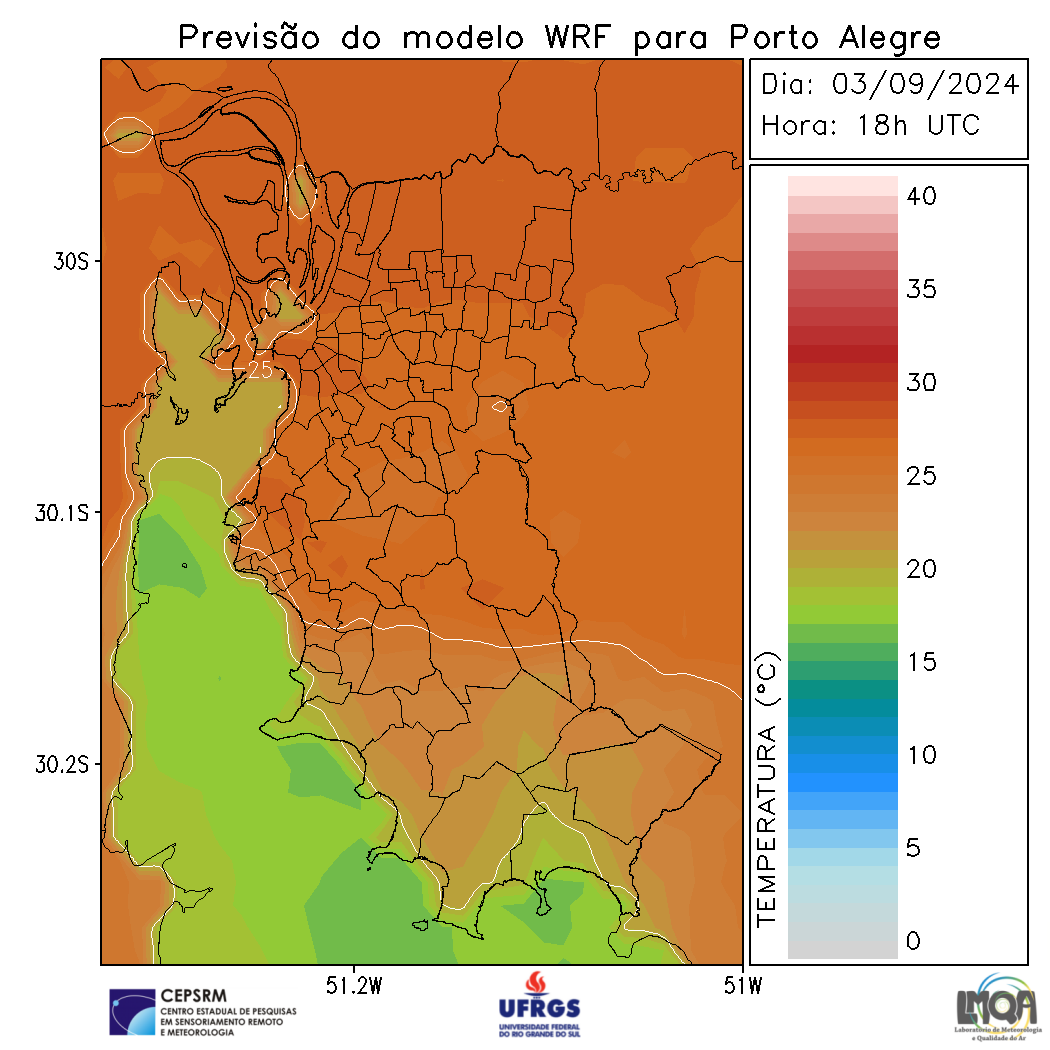 Previsão do modelo WRF para Porto Alegre
Dia: 03/09/2024
Hora: 18h UTC
40
35
30
25
20
15
10
5
0
TEMPERATURA (°C)
30S
30.1S
30.2S
25
51.2W
51W
CEPSRM
CENTRO ESTADUAL DE PESQUISAS
EM SENSORIAMENTO REMOTO
E METEOROLOGIA
UFRGS
UNIVERSIDADE FEDERAL
DO RIO GRANDE DO SUL
LMQA
Laboratório de Meteorologia
e Qualidade do Ar